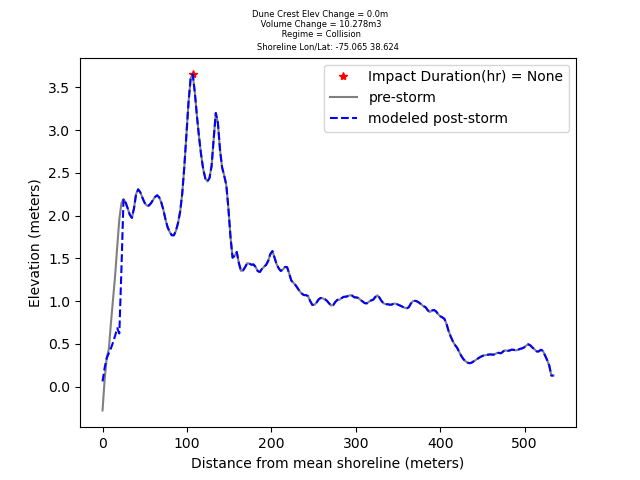 Dune Crest Elev Change = 0.0m
Volume Change = 10.278m3
Regime = Collision
Shoreline Lon/Lat: -75.065 38.624
Impact Duration(hr) = None
pre-storm
modeled post-storm
Elevation (meters)
3.5
3.0
2.5
2.0
1.5
1.0
0.5
0.0
0 100 200 300 400 500
Distance from mean shoreline (meters)